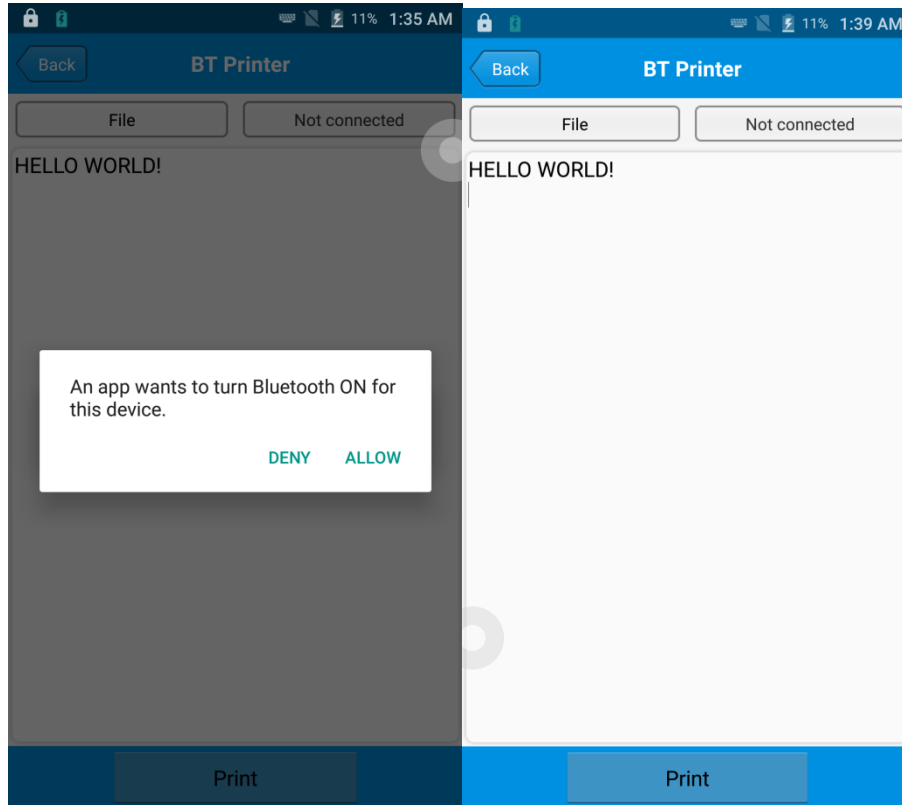 11% 1:35 AM
Back BT Printer
File Not connected
HELLO WORLD!
An app wants to turn Bluetooth ON for
this device.
DENY ALLOW
Print
11% 1:39 AM
Back BT Printer
File Not connected
HELLO WORLD!
Print